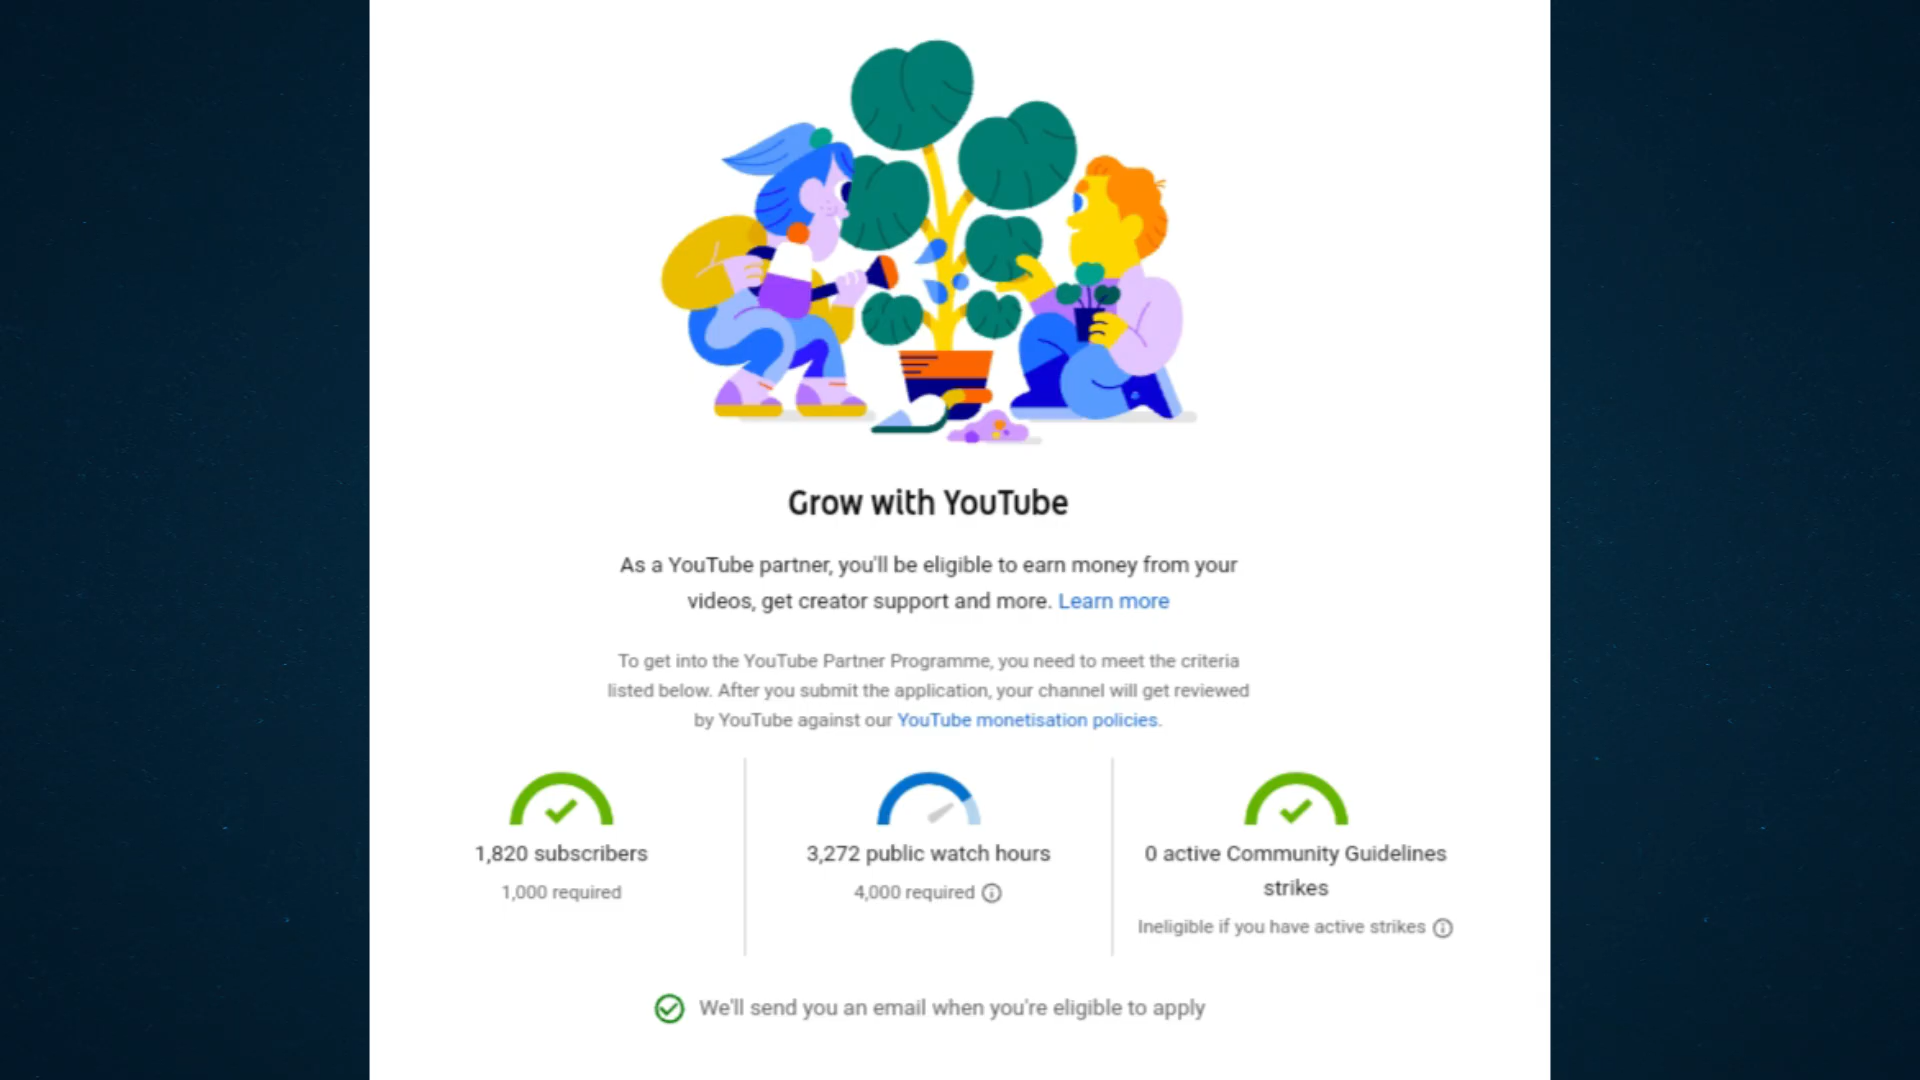 Grow with YouTube
As a YouTube partner, you'll be eligible to earn money from your
videos, get creator support and more. Learn more
To get into the YouTube Partner Programme, you need to meet the criteria
listed below. After you submit the application, your channel will get reviewed
by YouTube against our YouTube monetisation policies.
1,820 subscribers
1,000 required
3,272 public watch hours
4,000 required
0 active Community Guidelines
strikes
Ineligible if you have active strikes
We'll send you an email when you're eligible to apply